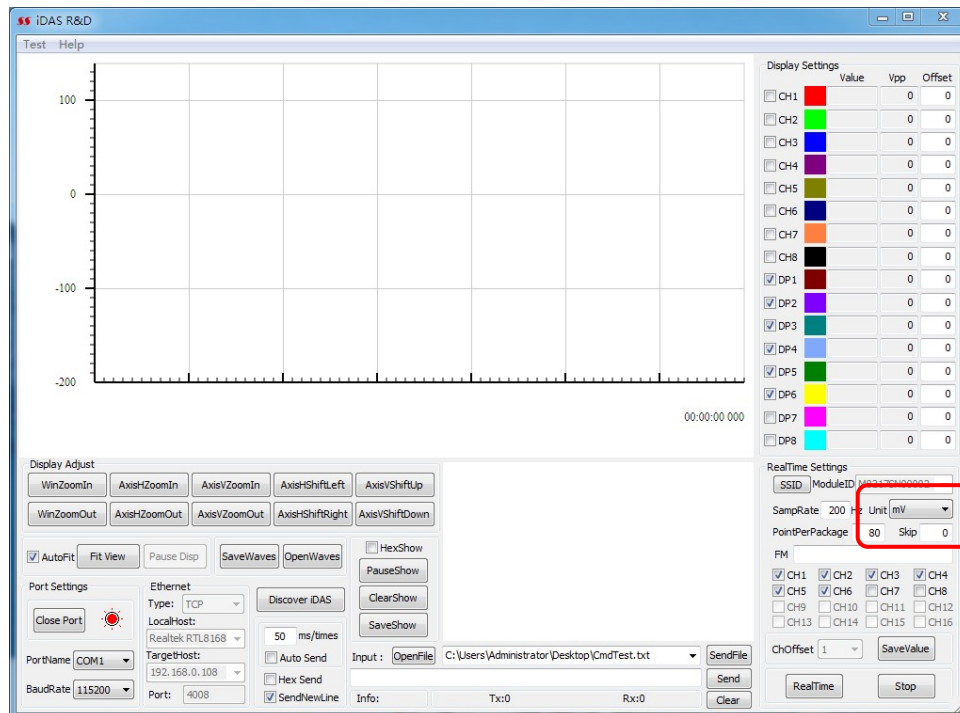 iDAS R&D
Test Help
100
0
-100
-200
00:00:00 000
Display Settings
Value Vpp Offset
CH1 0 0
CH2 0 0
CH3 0 0
CH4 0 0
CH5 0 0
CH6 0 0
CH7 0 0
CH8 0 0
DP1 0 0
DP2 0 0
DP3 0 0
DP4 0 0
DP5 0 0
DP6 0 0
DP7 0 0
DP8 0 0
Display Adjust
WinZoomIn AxisHZoomIn AxisVZoomIn AxisHShiftLeft AxisVShiftUp
WinZoomOut AxisHZoomOut AxisVZoomOut AxisHShiftRight AxisVShiftDown
AutoFit Fit View Pause Disp SaveWaves OpenWaves
HexShow
PauseShow
ClearShow
SaveShow
Port Settings
Close Port
PortName COM1
BaudRate 115200
Ethernet
Type: TCP
LocalHost:
Realtek RTL8168
TargetHost:
192.168.0.108
Port: 4008
Discover iDAS
50 ms/times
Auto Send
Hex Send
SendNewLine
Input : OpenFile C:\Users\Administrator\Desktop\CmdTest.txt SendFile
Send
Info: Tx:0 Rx:0 Clear
RealTime Settings
SSID ModuleID
SampRate 200 Hz Unit mV
PointPerPackage 80 Skip 0
FM
CH1 CH2 CH3 CH4
CH5 CH6 CH7 CH8
CH9 CH10 CH11 CH12
CH13 CH14 CH15 CH16
ChOffset 1 SaveValue
RealTime Stop